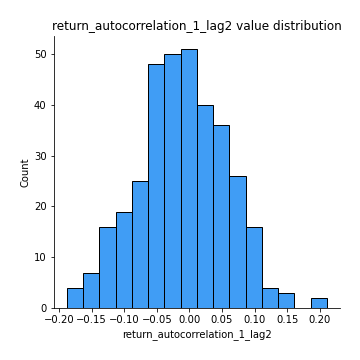 return_autocorrelation_1_lag2 value distribution
50
40
30
20
10
0
Count
−0.20 −0.15 −0.10 −0.05 0.00 0.05 0.10 0.15 0.20
return_autocorrelation_1_lag2